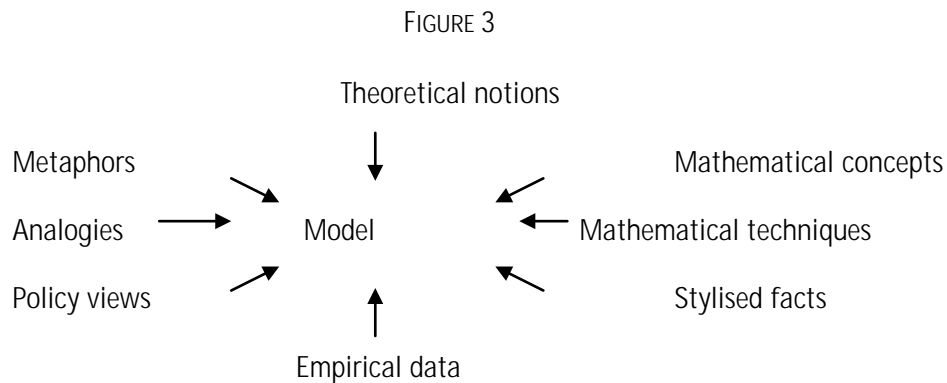 FIGURE 3
Theoretical notions
Metaphors Mathematical concepts
Analogies Model Mathematical techniques
Policy views Stylised facts
Empirical data